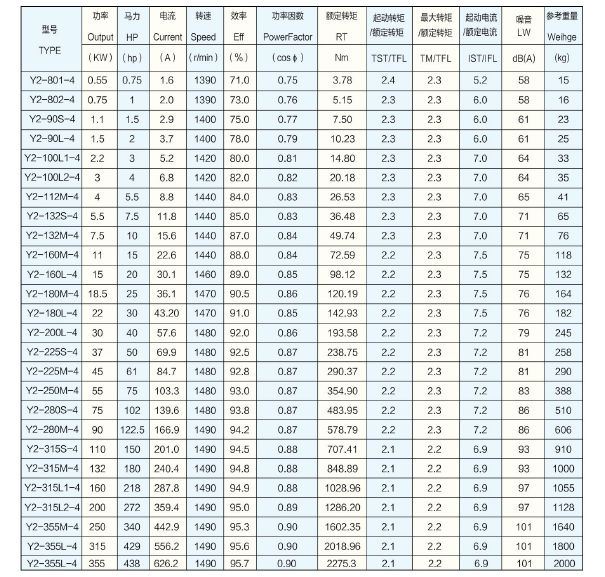 型号 功率 马力 电流 转速 效率 功率因数 额定转矩 起动转矩/额定转矩 最大转矩/额定转矩 起动电流/额定电流 噪音 参考重量
TYPE Output HP Current Speed Eff PowerFactor RT LW Weihge
(KW) (hp) (A) (r/min) (%) (cosφ) Nm TST/TFL TM/TFL IST/IFL dB(A) (kg)
Y2-801-4 0.55 0.75 1.6 1390 71.0 0.75 3.78 2.4 2.3 5.2 58 15
Y2-802-4 0.75 1 2.0 1390 73.0 0.76 5.15 2.3 2.3 6.0 58 16
Y2-90S-4 1.1 1.5 2.9 1400 75.0 0.77 7.50 2.3 2.3 6.0 61 23
Y2-90L-4 1.5 2 3.7 1400 78.0 0.79 10.23 2.3 2.3 6.0 61 25
Y2-100L1-4 2.2 3 5.2 1420 80.0 0.81 14.80 2.3 2.3 7.0 64 33
Y2-100L2-4 3 4 6.8 1420 82.0 0.82 20.18 2.3 2.3 7.0 64 35
Y2-112M-4 4 5.5 8.8 1440 84.0 0.83 26.53 2.3 2.3 7.0 65 41
Y2-132S-4 5.5 7.5 11.8 1440 85.0 0.83 36.48 2.3 2.3 7.0 71 65
Y2-132M-4 7.5 10 15.6 1440 87.0 0.84 49.74 2.3 2.3 7.0 71 76
Y2-160M-4 11 15 22.6 1440 88.0 0.84 72.59 2.2 2.3 7.5 75 118
Y2-160L-4 15 20 30.1 1460 89.0 0.85 98.12 2.2 2.3 7.5 75 132
Y2-180M-4 18.5 25 36.1 1470 90.5 0.86 120.19 2.2 2.3 7.5 76 164
Y2-180L-4 22 30 43.20 1470 91.0 0.85 142.93 2.2 2.3 7.5 76 182
Y2-200L-4 30 40 57.6 1480 92.0 0.86 193.58 2.2 2.3 7.2 79 245
Y2-225S-4 37 50 69.9 1480 92.5 0.87 238.75 2.2 2.3 7.2 81 258
Y2-225M-4 45 61 84.7 1480 92.8 0.87 290.37 2.2 2.3 7.2 81 290
Y2-250M-4 55 75 103.3 1480 93.0 0.87 354.90 2.2 2.3 7.2 83 388
Y2-280S-4 75 102 139.6 1480 93.8 0.87 483.95 2.2 2.3 7.2 86 510
Y2-280M-4 90 122.5 166.9 1490 94.2 0.87 578.79 2.2 2.3 7.2 86 606
Y2-315S-4 110 150 201.0 1490 94.5 0.88 707.41 2.1 2.2 6.9 93 910
Y2-315M-4 132 180 240.4 1490 94.8 0.88 848.89 2.1 2.2 6.9 93 1000
Y2-315L1-4 160 218 287.8 1490 94.9 0.88 1028.96 2.1 2.2 6.9 97 1055
Y2-315L2-4 200 272 359.4 1490 95.0 0.89 1286.20 2.1 2.2 6.9 97 1128
Y2-355M-4 250 340 442.9 1490 95.3 0.90 1602.35 2.1 2.2 6.9 101 1640
Y2-355L-4 315 429 556.2 1490 95.6 0.90 2018.96 2.1 2.2 6.9 101 1800
Y2-355L-4 355 438 626.2 1490 95.7 0.90 2275.3 2.1 2.2 6.9 101 2000